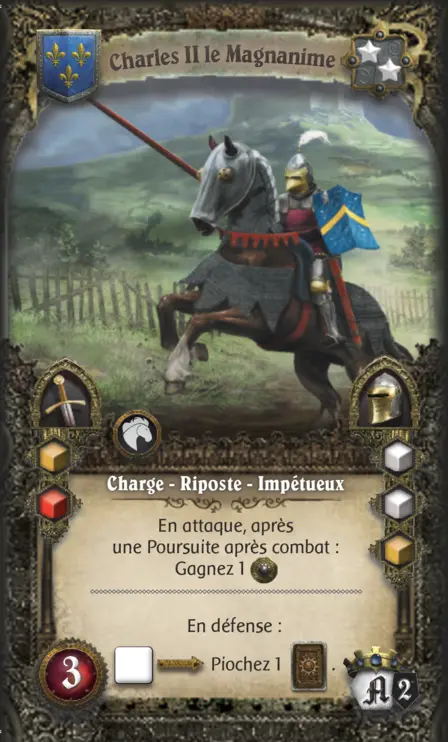 Charles II le Magnanime
Charge - Riposte - Impétueux
En attaque, après
une Poursuite après combat :
Gagnez 1
En défense :
3
Piochez 1 .
A 2